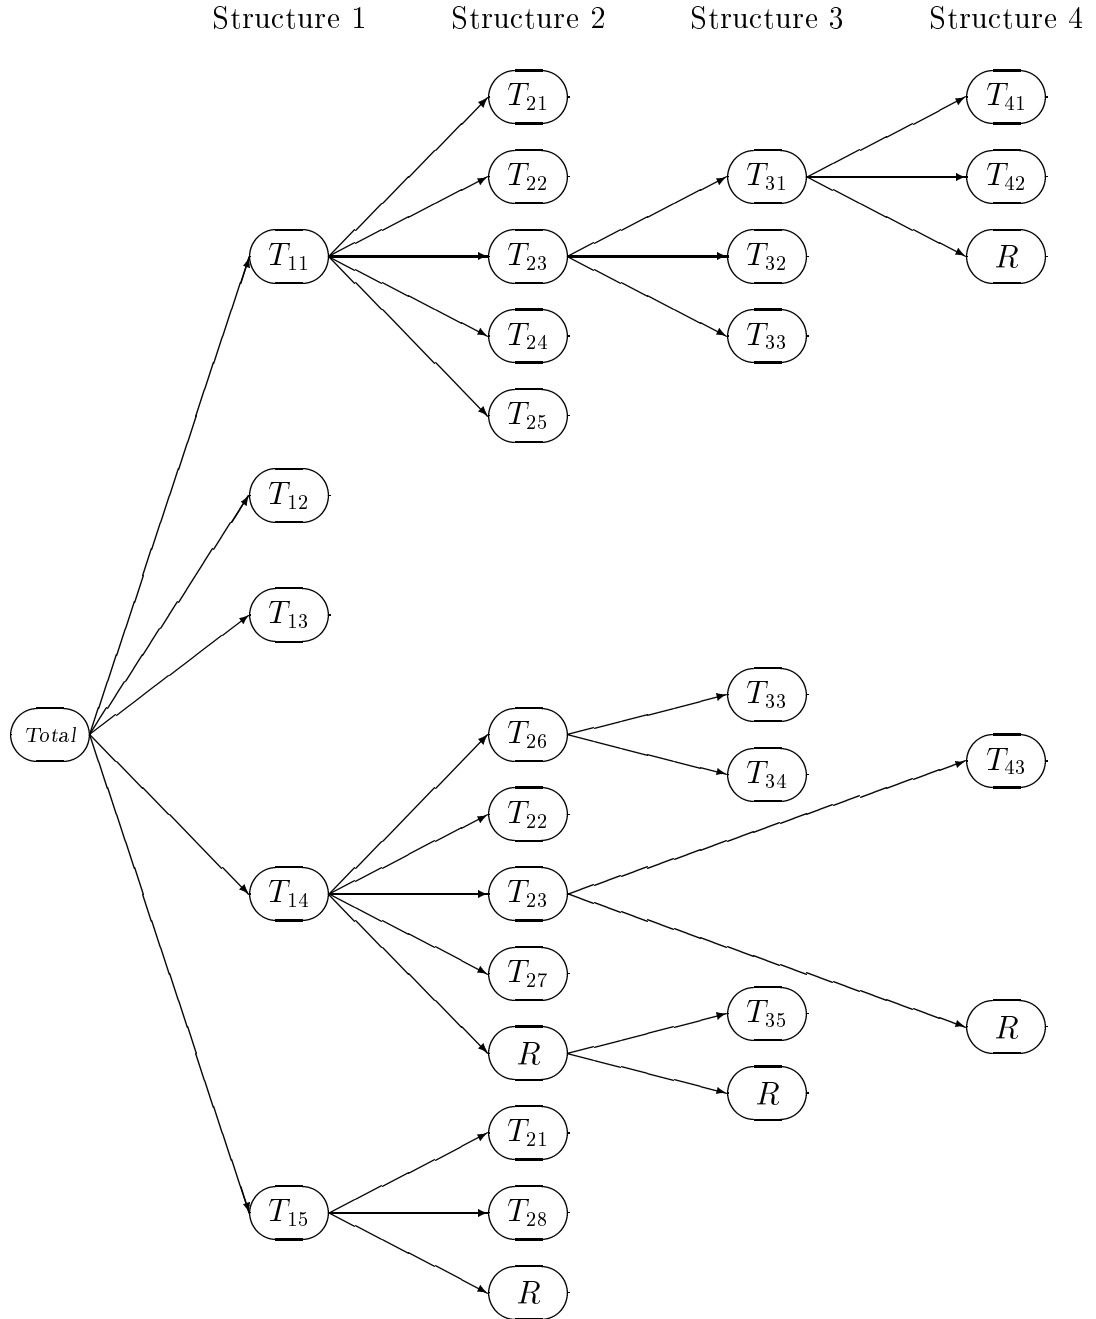 Structure 1 Structure 2 Structure 3 Structure 4
T21 T41
T22 T31 T42
T11 T23 T32 R
T24 T33
T25
T12
T13
T33
Total T26 T43
T34
T22
T14 T23
T27
T35 R
R
R
T21
T15 T28
R